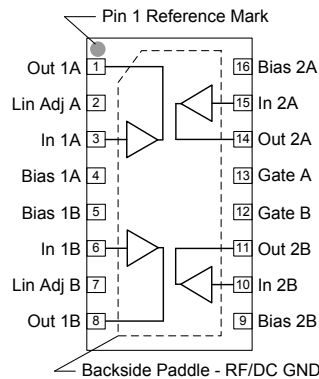 Pin 1 Reference Mark
Out 1A 1 16 Bias 2A
Lin Adj A 2 15 In 2A
In 1A 3 14 Out 2A
Bias 1A 4 13 Gate A
Bias 1B 5 12 Gate B
In 1B 6 11 Out 2B
Lin Adj B 7 10 In 2B
Out 1B 8 9 Bias 2B
Backside Paddle - RF/DC GND